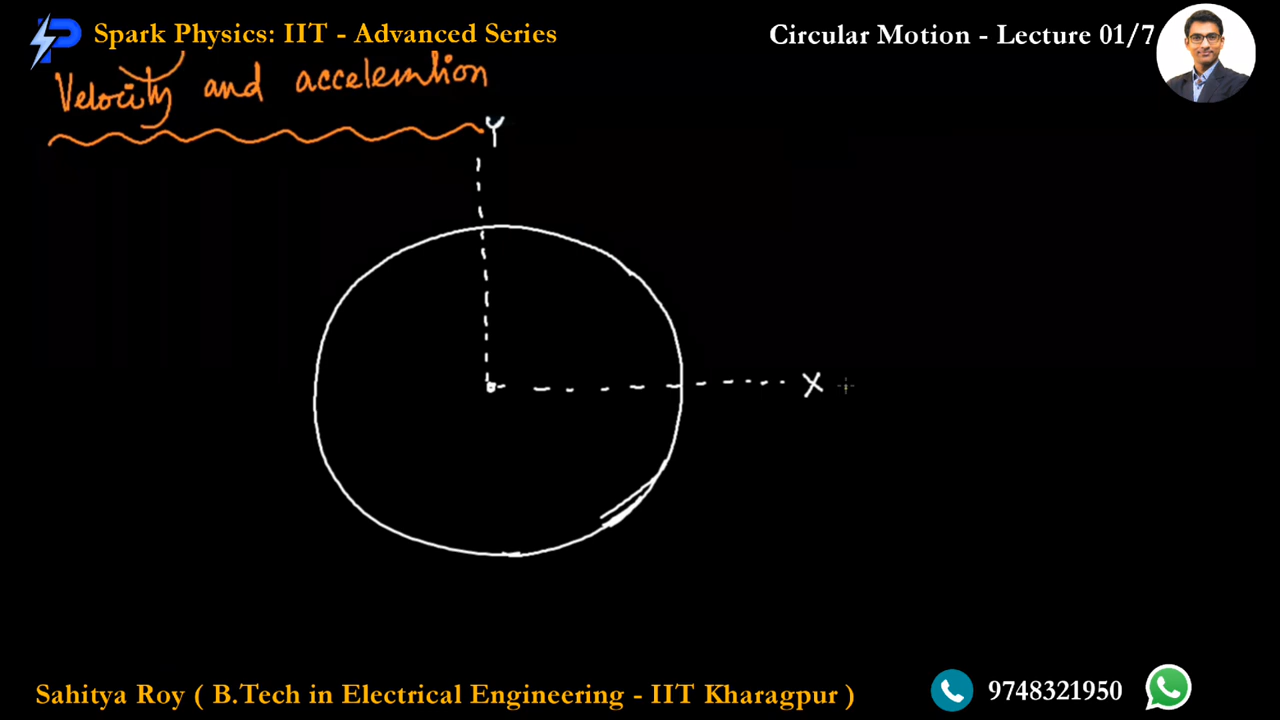 Spark Physics: IIT - Advanced Series
Circular Motion - Lecture 01/7
Velocity and acceleration
Y
X
Sahitya Roy ( B.Tech in Electrical Engineering - IIT Kharagpur )
9748321950